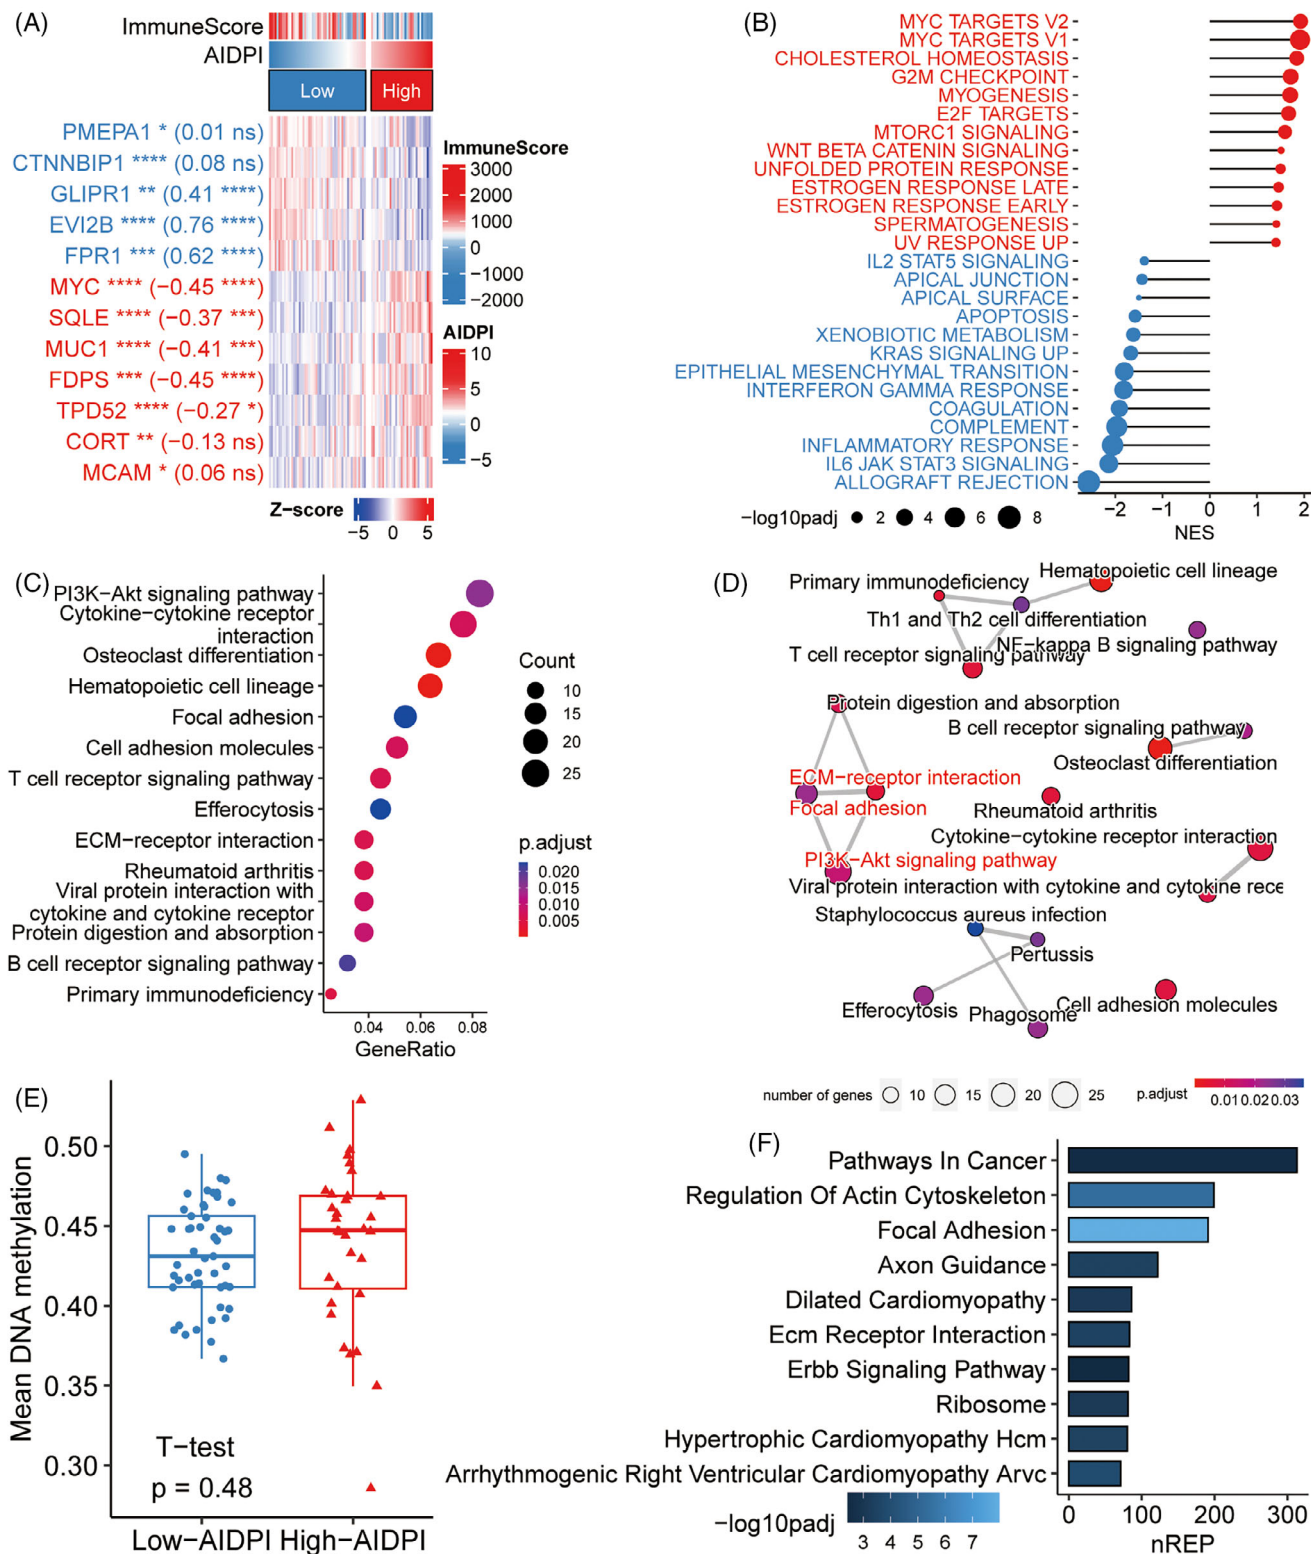 (A)
ImmuneScore
AIDPI
Low
High
PMEPA1 * (0.01 ns)
CTNNBIP1 **** (0.08 ns)
GLIPR1 ** (0.41 ****)
EVI2B **** (0.76 ****)
FPR1 *** (0.62 ****)
MYC **** (−0.45 ****)
SQLE **** (−0.37 ***)
MUC1 **** (−0.41 ***)
FDPS *** (−0.45 ****)
TPD52 **** (−0.27 *)
CORT ** (−0.13 ns)
MCAM * (0.06 ns)
ImmuneScore
3000
2000
1000
0
−1000
−2000
AIDPI
10
5
0
−5
Z−score
−5 0 5
(B)
MYC TARGETS V2
MYC TARGETS V1
CHOLESTEROL HOMEOSTASIS
G2M CHECKPOINT
MYOGENESIS
E2F TARGETS
MTORC1 SIGNALING
WNT BETA CATENIN SIGNALING
UNFOLDED PROTEIN RESPONSE
ESTROGEN RESPONSE LATE
ESTROGEN RESPONSE EARLY
SPERMATOGENESIS
UV RESPONSE UP
IL2 STAT5 SIGNALING
APICAL JUNCTION
APICAL SURFACE
APOPTOSIS
XENOBIOTIC METABOLISM
KRAS SIGNALING UP
EPITHELIAL MESENCHYMAL TRANSITION
INTERFERON GAMMA RESPONSE
COAGULATION
COMPLEMENT
INFLAMMATORY RESPONSE
IL6 JAK STAT3 SIGNALING
ALLOGRAFT REJECTION
−2 −1 0 1 2
NES
−log10padj 2 4 6 8
(C)
PI3K−Akt signaling pathway
Cytokine−cytokine receptor
interaction
Osteoclast differentiation
Hematopoietic cell lineage
Focal adhesion
Cell adhesion molecules
T cell receptor signaling pathway
Efferocytosis
ECM−receptor interaction
Rheumatoid arthritis
Viral protein interaction with
cytokine and cytokine receptor
Protein digestion and absorption
B cell receptor signaling pathway
Primary immunodeficiency
0.04 0.06 0.08
GeneRatio
Count
10
15
20
25
p.adjust
0.020
0.015
0.010
0.005
(D)
Hematopoietic cell lineage
Primary immunodeficiency
Th1 and Th2 cell differentiation
NF−kappa B signaling pathway
T cell receptor signaling pathway
Protein digestion and absorption
B cell receptor signaling pathway
Osteoclast differentiation
ECM−receptor interaction
Focal adhesion
Rheumatoid arthritis
Cytokine−cytokine receptor interaction
PI3K−Akt signaling pathway
Viral protein interaction with cytokine and cytokine rece
Staphylococcus aureus infection
Pertussis
Efferocytosis
Phagosome
Cell adhesion molecules
number of genes 10 15 20 25
p.adjust
0.01 0.02 0.03
(E)
Mean DNA methylation
0.50
0.45
0.40
0.35
0.30
T−test
p = 0.48
Low−AIDPI High−AIDPI
(F)
Pathways In Cancer
Regulation Of Actin Cytoskeleton
Focal Adhesion
Axon Guidance
Dilated Cardiomyopathy
Ecm Receptor Interaction
Erbb Signaling Pathway
Ribosome
Hypertrophic Cardiomyopathy Hcm
Arrhythmogenic Right Ventricular Cardiomyopathy Arvc
0 100 200 300
nREP
−log10padj
3 4 5 6 7